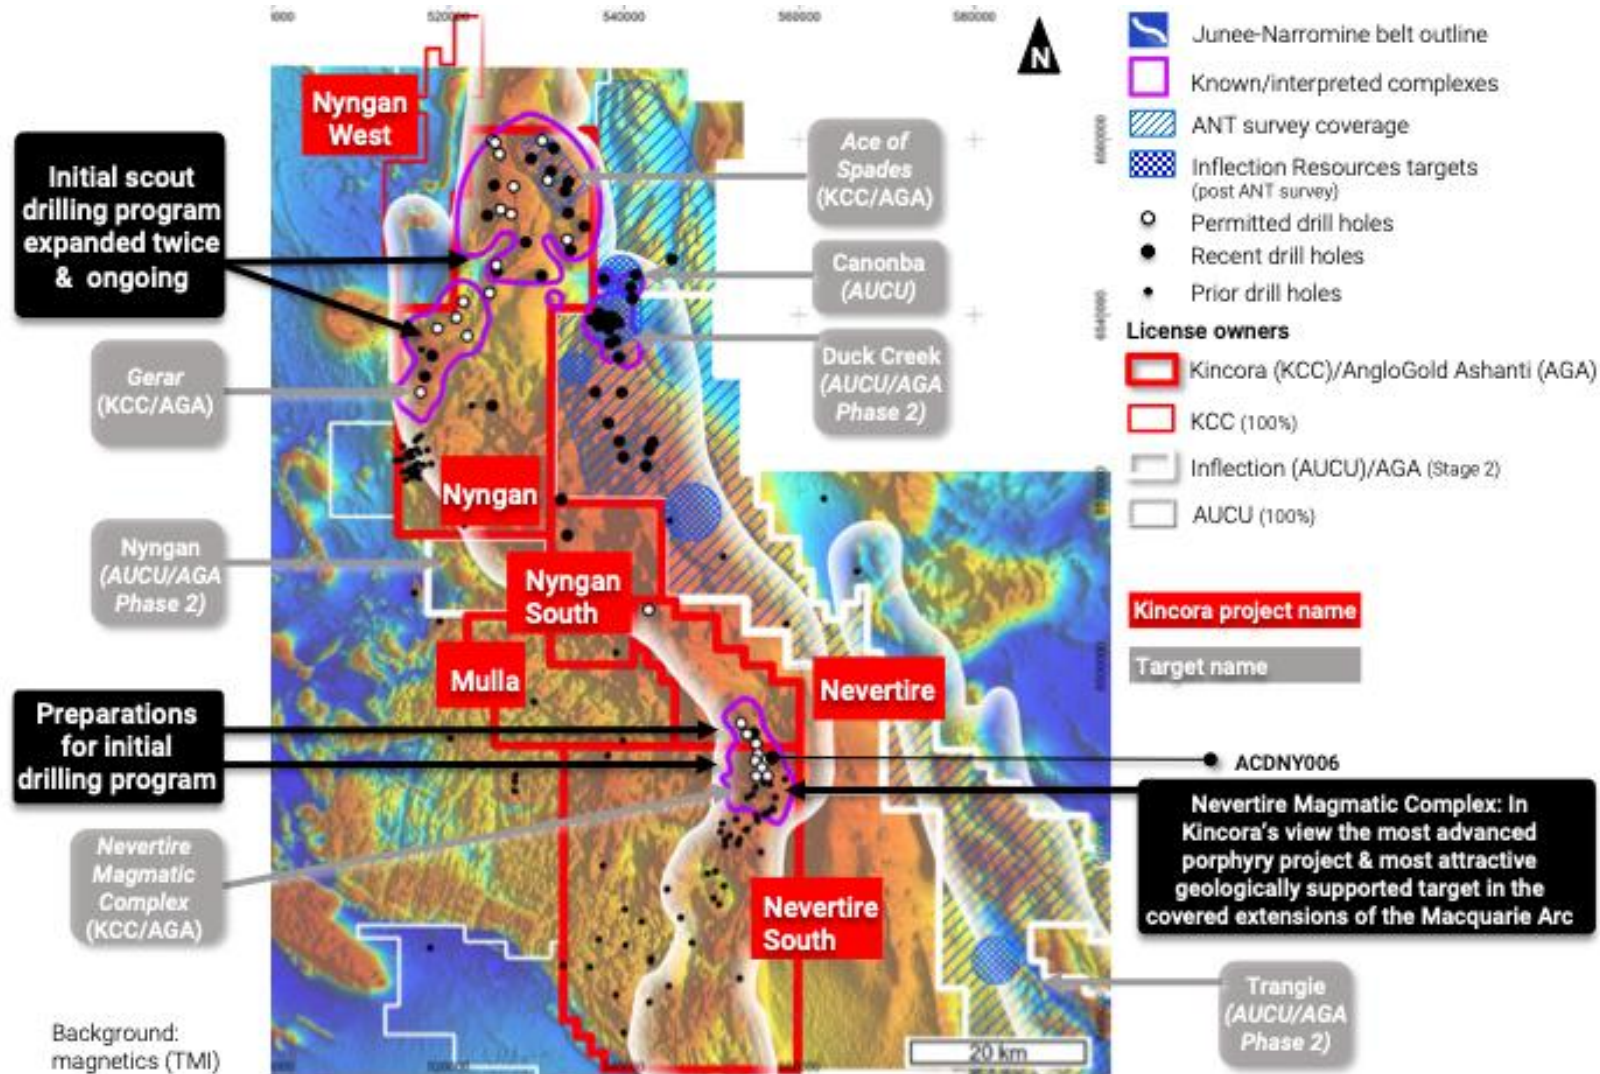 520000
540000
560000
580000
N
Nyngan
West
Initial scout
drilling program
expanded twice
& ongoing
Gerar
(KCC/AGA)
Nyngan
(AUCU/AGA
Phase 2)
Preparations
for initial
drilling program
Nevertire
Magmatic
Complex
(KCC/AGA)
Background:
magnetics (TMI)
Ace of
Spades
(KCC/AGA)
Canonba
(AUCU)
Duck Creek
(AUCU/AGA
Phase 2)
Nyngan
Nyngan
South
Mulla
Nevertire
Nevertire
South
ACDNY006
Nevertire Magmatic Complex: In
Kincora's view the most advanced
porphyry project & most attractive
geologically supported target in the
covered extensions of the Macquarie Arc
Trangie
(AUCU/AGA
Phase 2)
20 km
Junee-Narromine belt outline
Known/interpreted complexes
ANT survey coverage
Inflection Resources targets
(post ANT survey)
Permitted drill holes
Recent drill holes
Prior drill holes
License owners
Kincora (KCC)/AngloGold Ashanti (AGA)
KCC (100%)
Inflection (AUCU)/AGA (Stage 2)
AUCU (100%)
Kincora project name
Target name